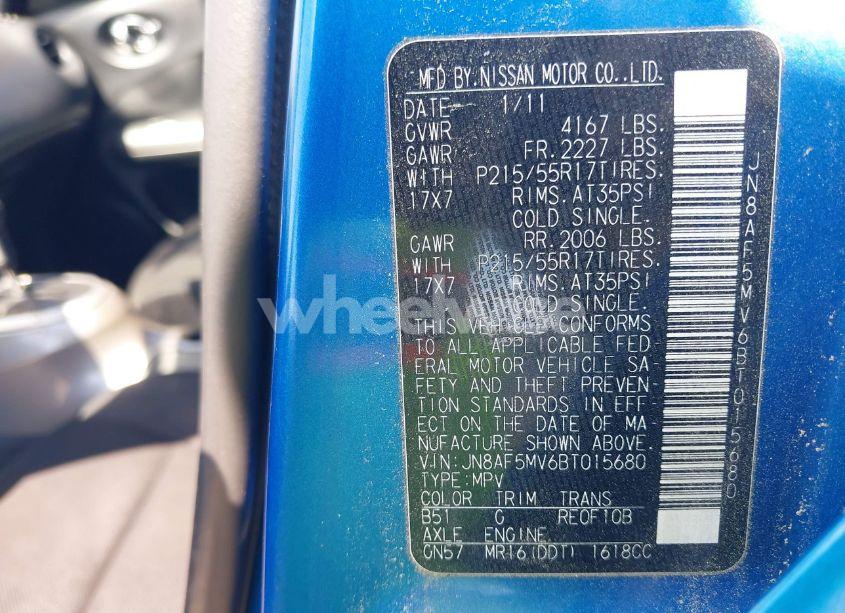 MFD BY.NISSAN MOTOR CO.,LTD.
DATE 1/11
GVWR 4167 LBS.
GAWR FR.2227 LBS.
WITH P215/55R17TIRES.
17X7 RIMS.AT35PSI
COLD SINGLE.
GAWR RR.2006 LBS.
WITH P215/55R17TIRES.
17X7 RIMS.AT35PSI
COLD SINGLE.
THIS VEHICLE CONFORMS
TO ALL APPLICABLE FED
ERAL MOTOR VEHICLE SA
FETY AND THEFT PREVEN
TION STANDARDS IN EFF
ECT ON THE DATE OF MA
NUFACTURE SHOWN ABOVE.
VIN:JN8AF5MV6BT015680
TYPE:MPV
COLOR TRIM TRANS
B51 G RE0F10B
AXLE ENGINE
GN57 MR16(DDT) 1618CC
JN8AF5MV6BT015680